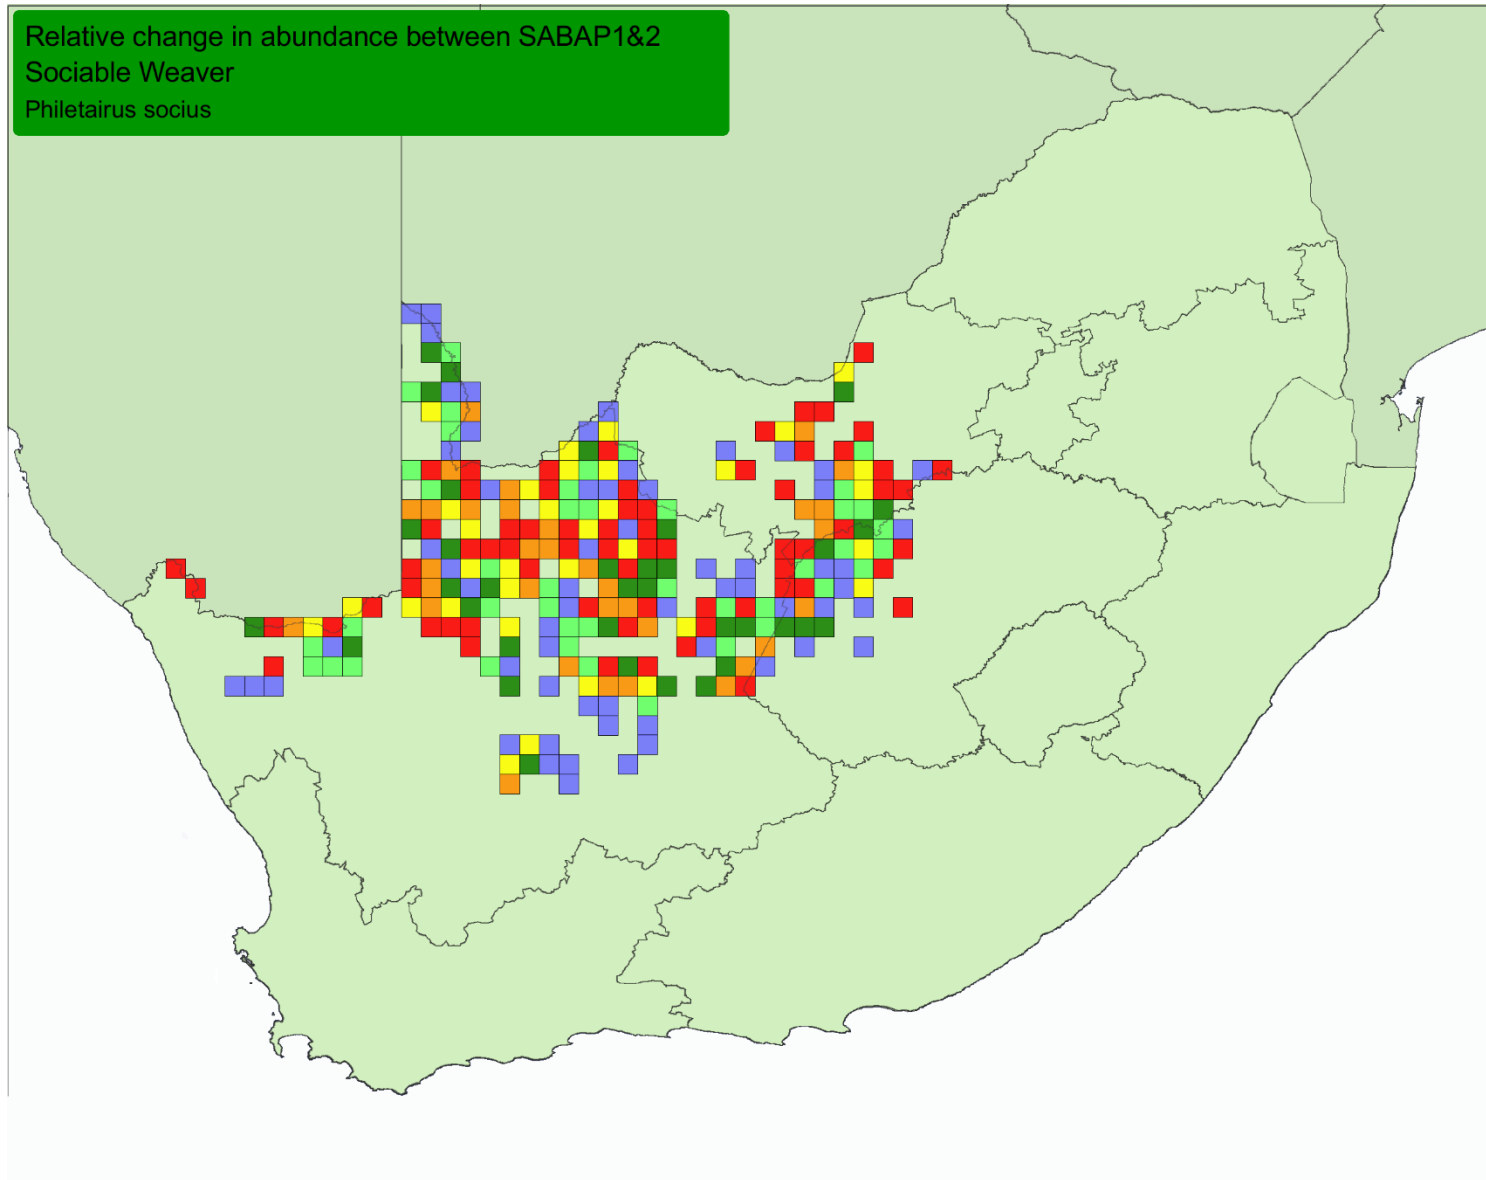 Relative change in abundance between SABAP1&2
Sociable Weaver
Philetairus socius